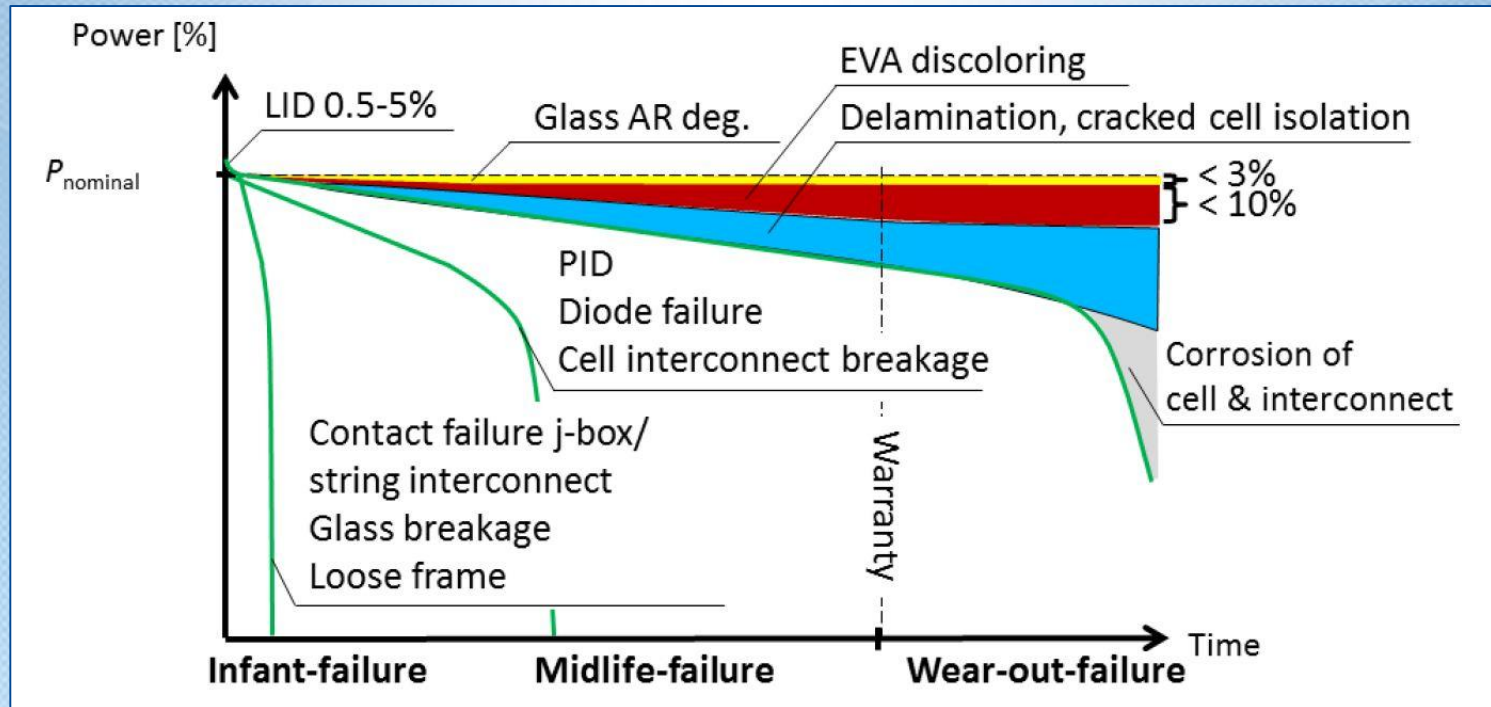 Power [%]
LID 0.5-5%
Glass AR deg.
EVA discoloring
Delamination, cracked cell isolation
Pnominal
< 3%
< 10%
PID
Diode failure
Cell interconnect breakage
Corrosion of
cell & interconnect
Contact failure j-box/
string interconnect
Glass breakage
Loose frame
Warranty
Time
Infant-failure
Midlife-failure
Wear-out-failure